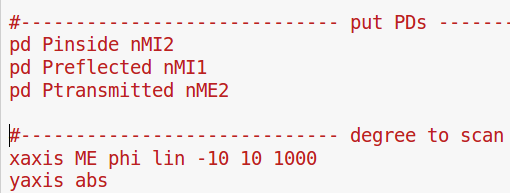 #---------------------------- put PDs -------
pd Pinside nMI2
pd Preflected nMI1
pd Ptransmitted nME2
#---------------------------- degree to scan
xaxis ME phi lin -10 10 1000
yaxis abs